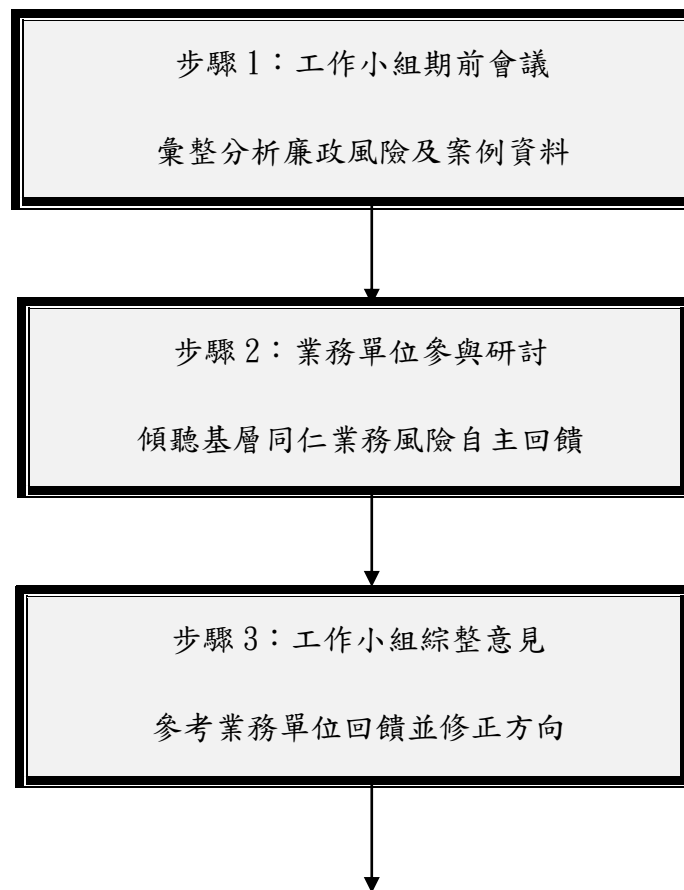 步驟 1：工作小組期前會議
彙整分析廉政風險及案例資料
步驟 2：業務單位參與研討
傾聽基層同仁業務風險自主回饋
步驟 3：工作小組綜整意見
參考業務單位回饋並修正方向